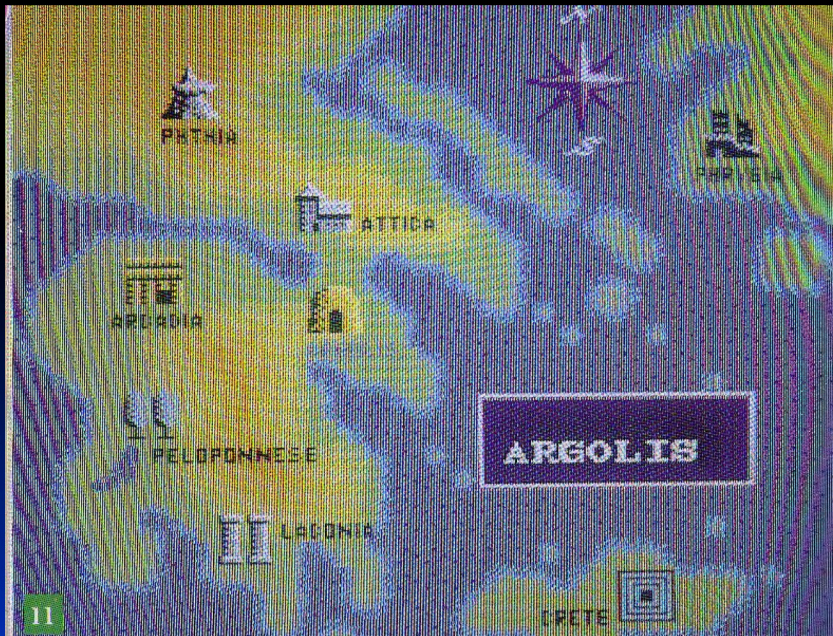 N
S
PHTHIA
PHRYGIA
ATTICA
ARCADIA
ARGOLIS
PELOPONNESE
LACONIA
CRETE
11